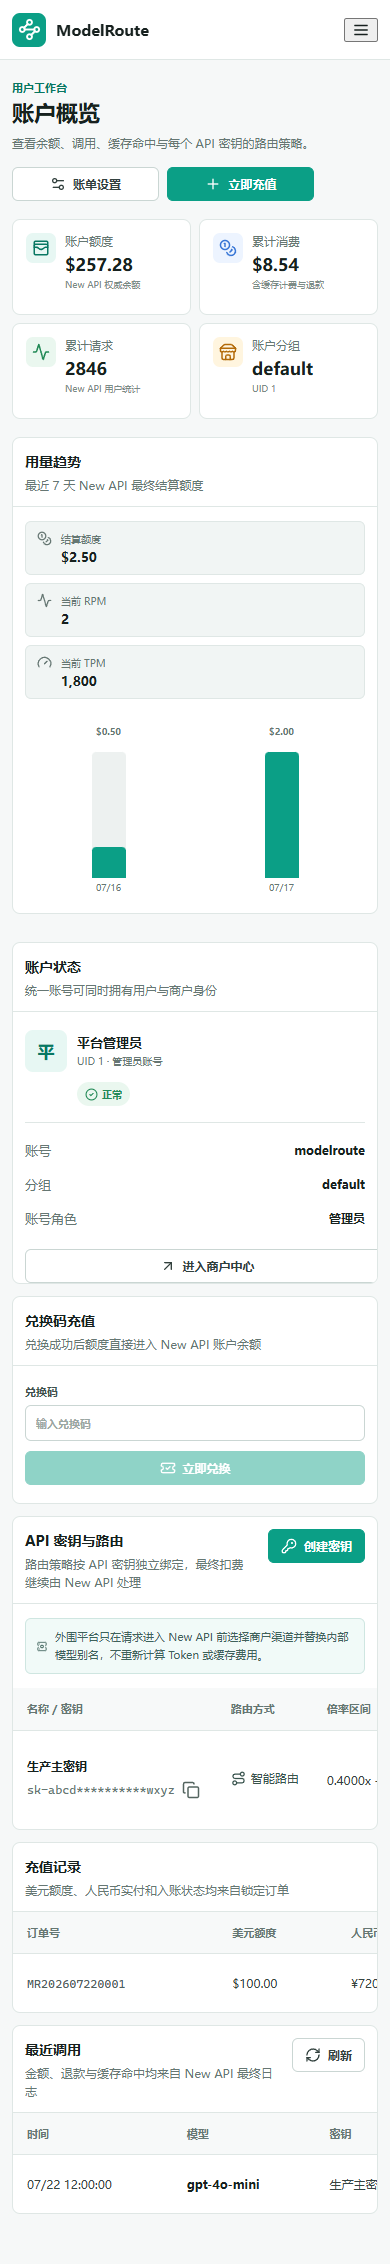 ModelRoute
用户工作台
账户概览
查看余额、调用、缓存命中与每个 API 密钥的路由策略。
账单设置
立即充值
账户额度
$257.28
New API 权威余额
累计消费
$8.54
含缓存计器与退款
累计请求
2846
New API 用户统计
账户分组
default
UID 1
用量趋势
最近 7 天 New API 最终结算额度
结算额度
$2.50
当前 RPM
2
当前 TPM
1,800
$0.50
$2.00
07/16
07/17
账户状态
统一账号可同时拥有用户与商户身份
平
平台管理员
UID 1 · 管理员账号
正常
账号
modelroute
分组
default
账号角色
管理员
进入商户中心
兑换码充值
兑换成功后额度直接进入 New API 账户余额
兑换码
输入兑换码
立即兑换
API 密钥与路由
创建密钥
路由策略按 API 密钥独立绑定，最终扣费
继续由 New API 处理
外围平台只在请求进入 New API 前选择商户渠道并替换内部
模型别名，不重新计算 Token 或缓存费用。
名称 / 密钥
路由方式
倍率区间
生产主密钥
sk-abcd**********wxyz
智能路由
0.4000x -
充值记录
美元额度、人民币实付和入账状态均来自锁定订单
订单号
美元额度
人民币
MR202607220001
$100.00
¥720
最近调用
刷新
金额、退款与缓存命中均来自 New API 最终日
志
时间
模型
密钥
07/22 12:00:00
gpt-4o-mini
生产主密